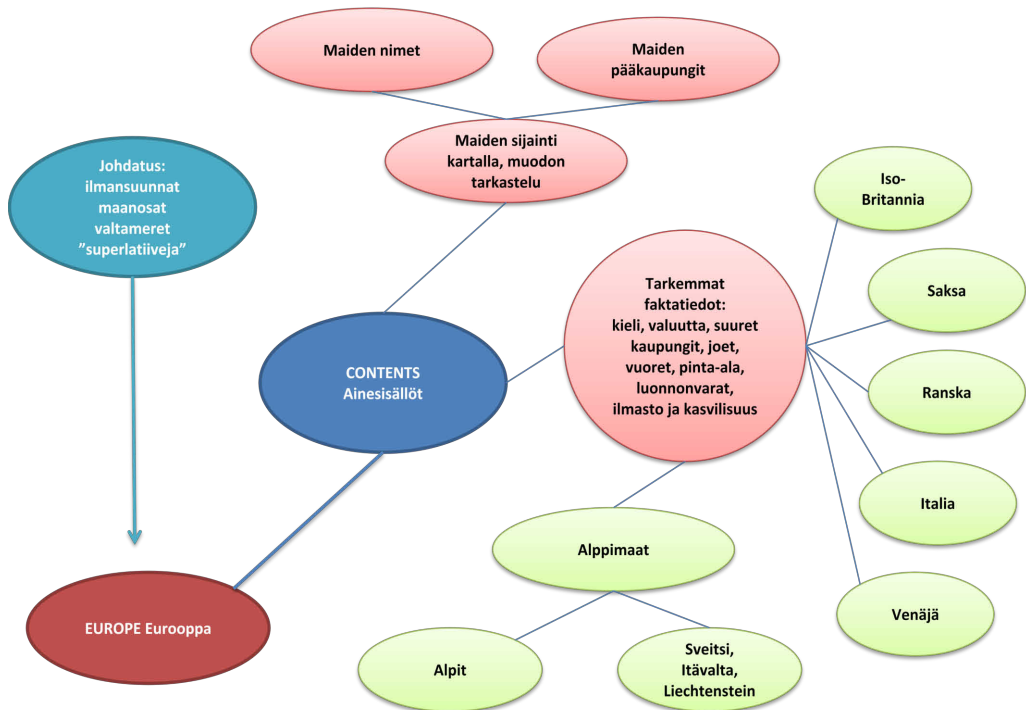 Maiden nimet
Maiden
pääkaupungit
Maiden sijainti
kartalla, muodon
tarkastelu
Johdatus:
ilmansuunnat
maanosat
valtameret
”superlatiiveja”
Iso-
Britannia
Tarkemmat
faktatiedot:
kieli, valuutta, suuret
kaupungit, joet,
vuoret, pinta-ala,
luonnonvarat,
ilmasto ja kasvilisuus
Saksa
CONTENTS
Ainesisällöt
Ranska
Italia
Alppimaat
Venäjä
EUROPE Eurooppa
Alpit
Sveitsi,
Itävalta,
Liechtenstein